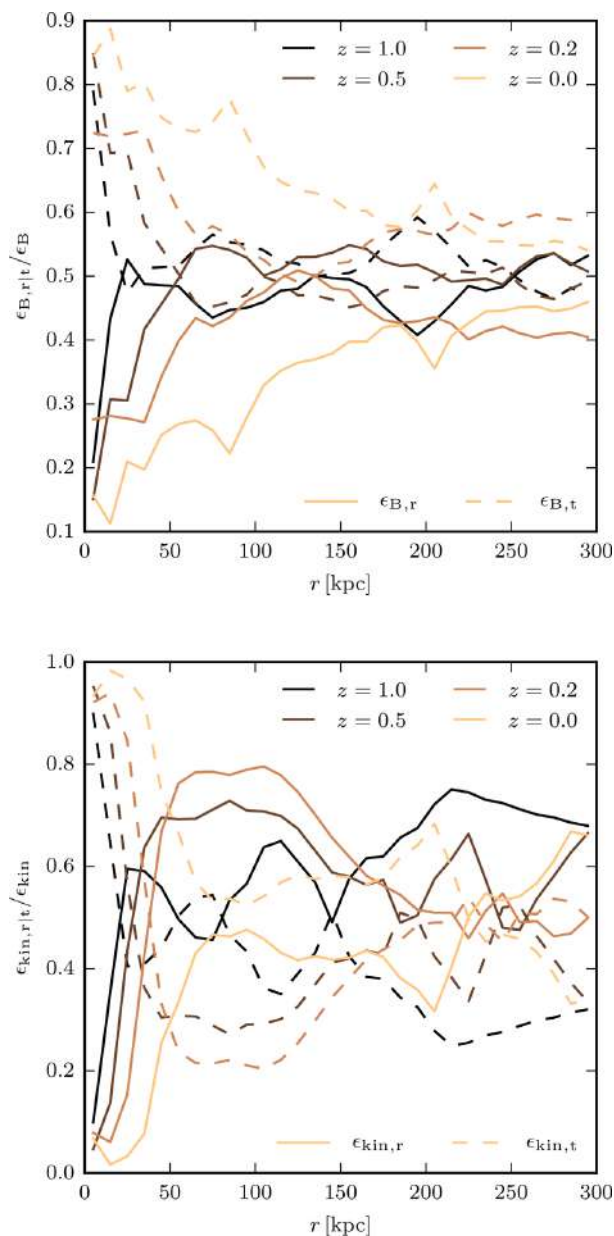 0.9
0.8
0.7
0.6
0.5
0.4
0.3
0.2
0.1
ϵB,r|t/ϵB
z = 1.0
z = 0.5
z = 0.2
z = 0.0
ϵB,r
ϵB,t
0 50 100 150 200 250 300
r [kpc]
1.0
0.8
0.6
0.4
0.2
0.0
ϵkin,r|t/ϵkin
z = 1.0
z = 0.5
z = 0.2
z = 0.0
ϵkin,r
ϵkin,t
0 50 100 150 200 250 300
r [kpc]